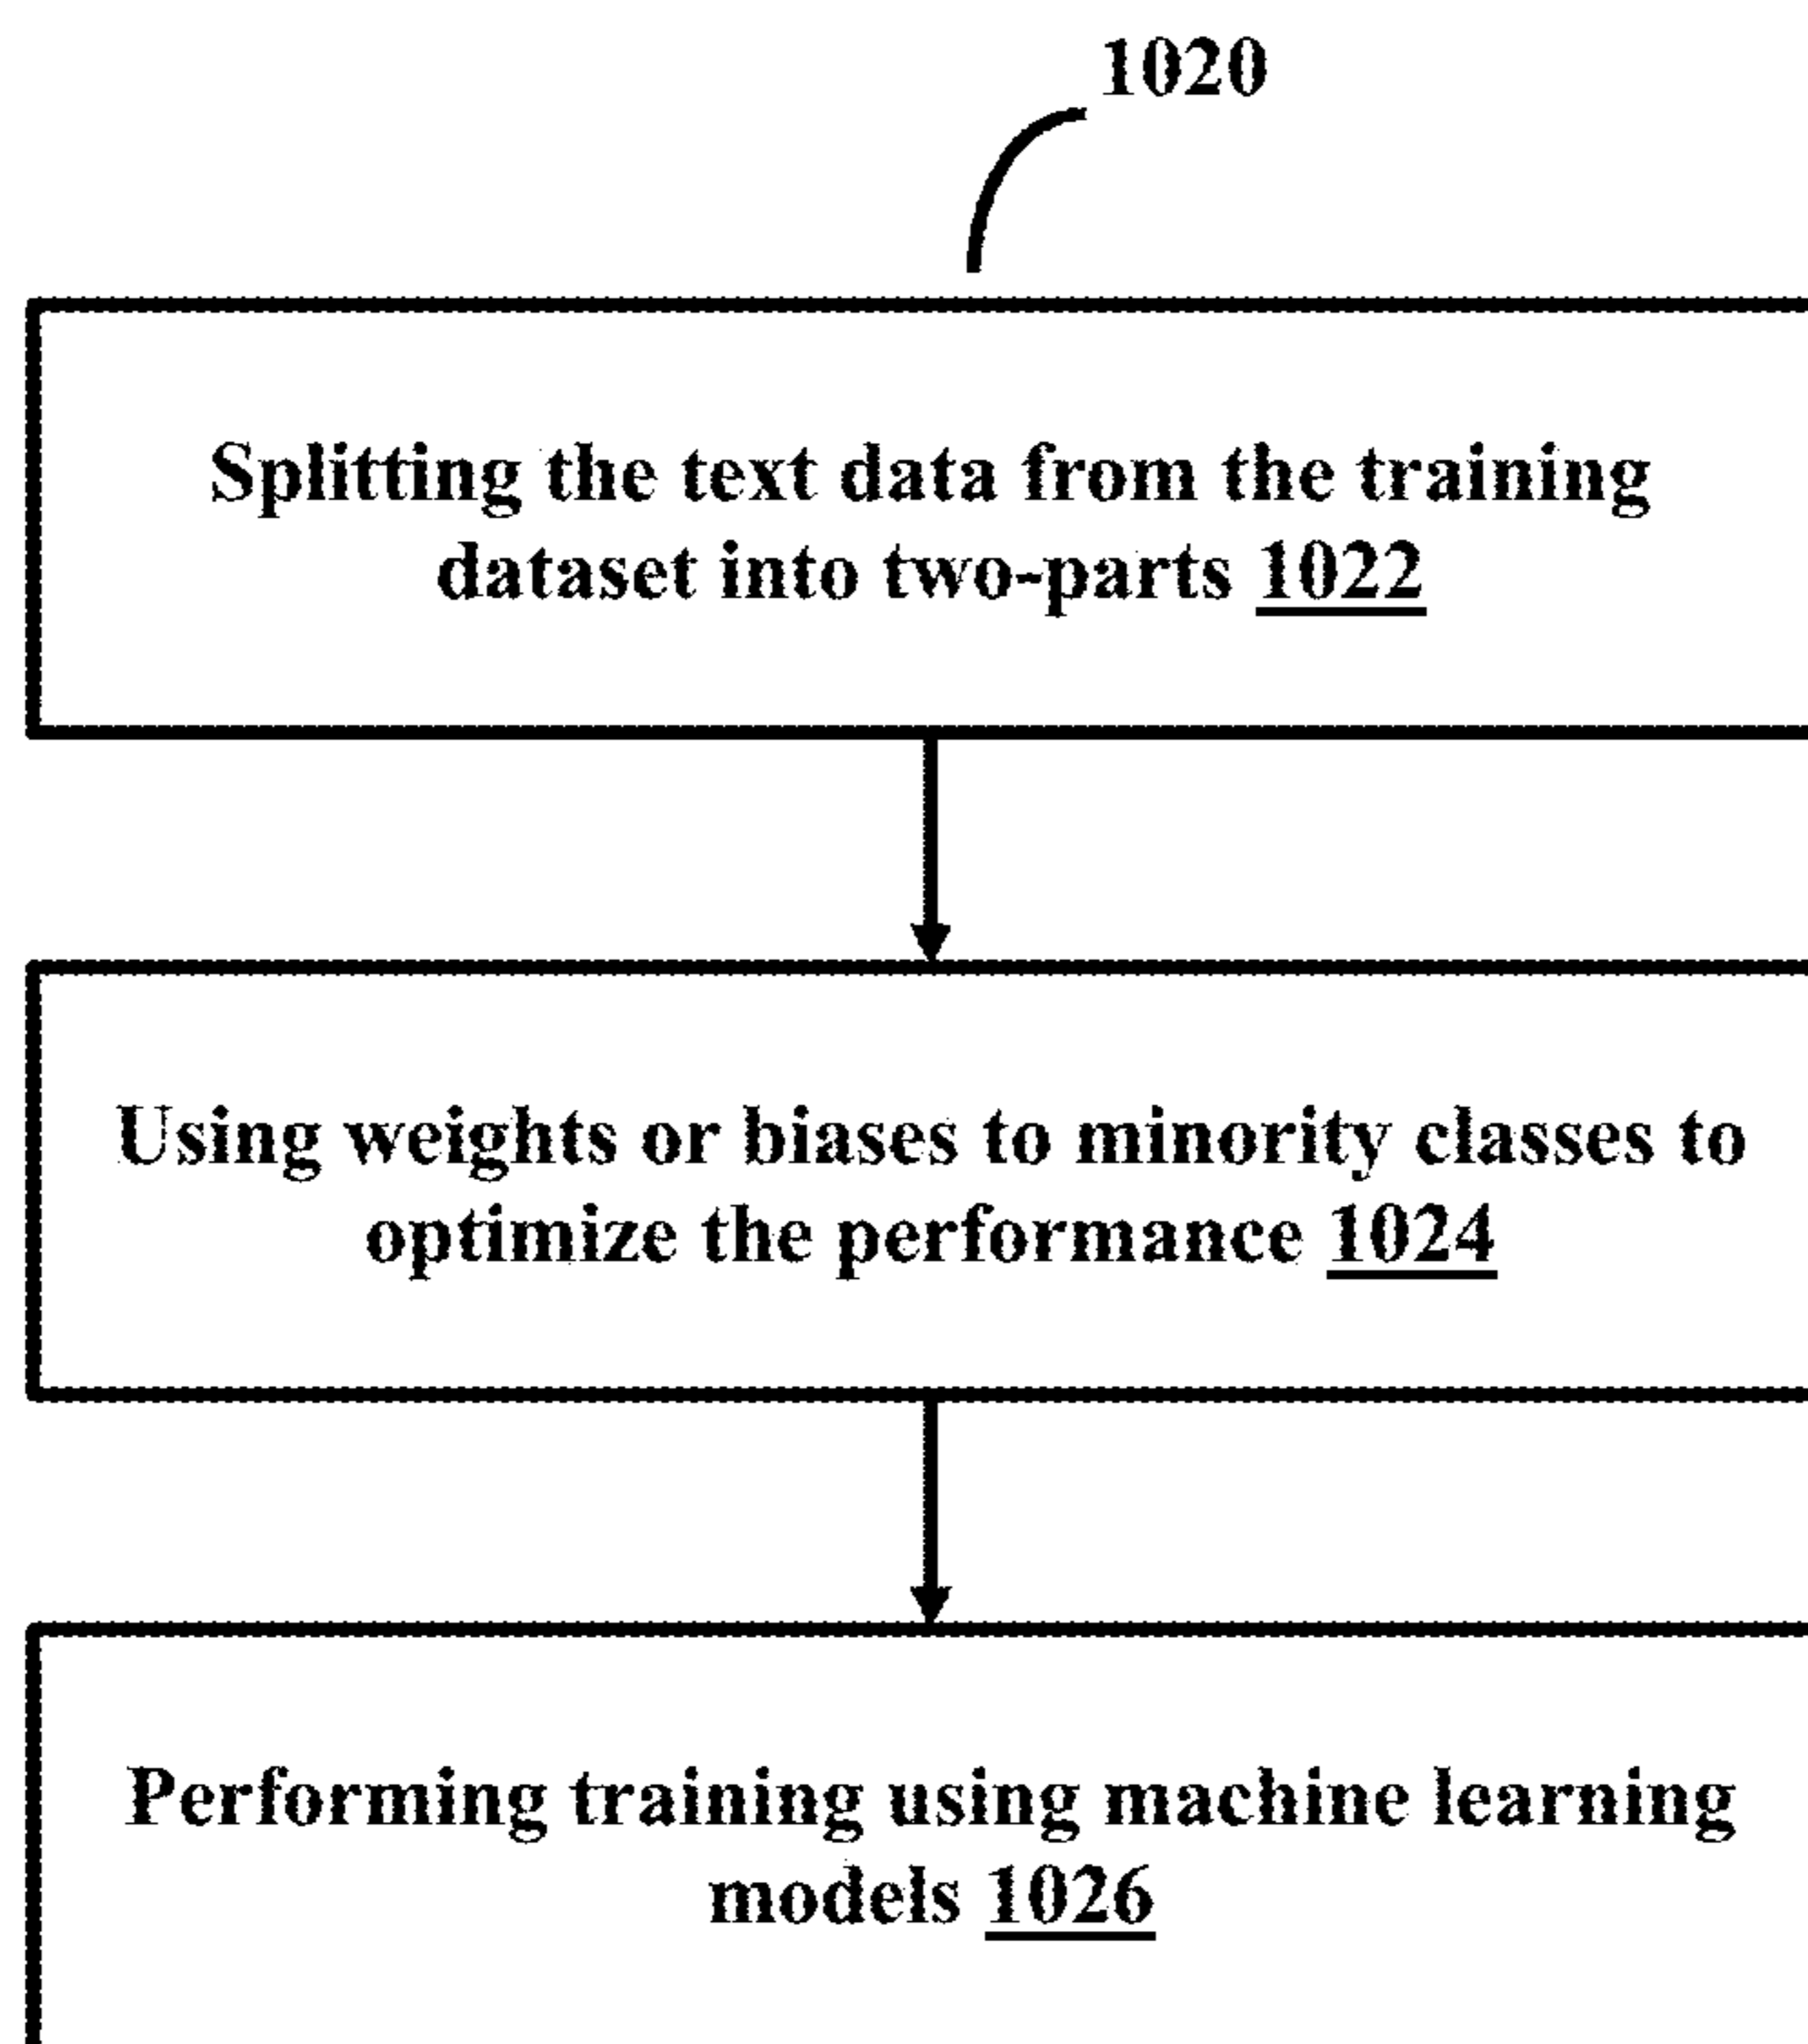 1020
Splitting the text data from the training
dataset into two-parts 1022
Using weights or biases to minority classes to
optimize the performance 1024
Performing training using machine learning
models 1026